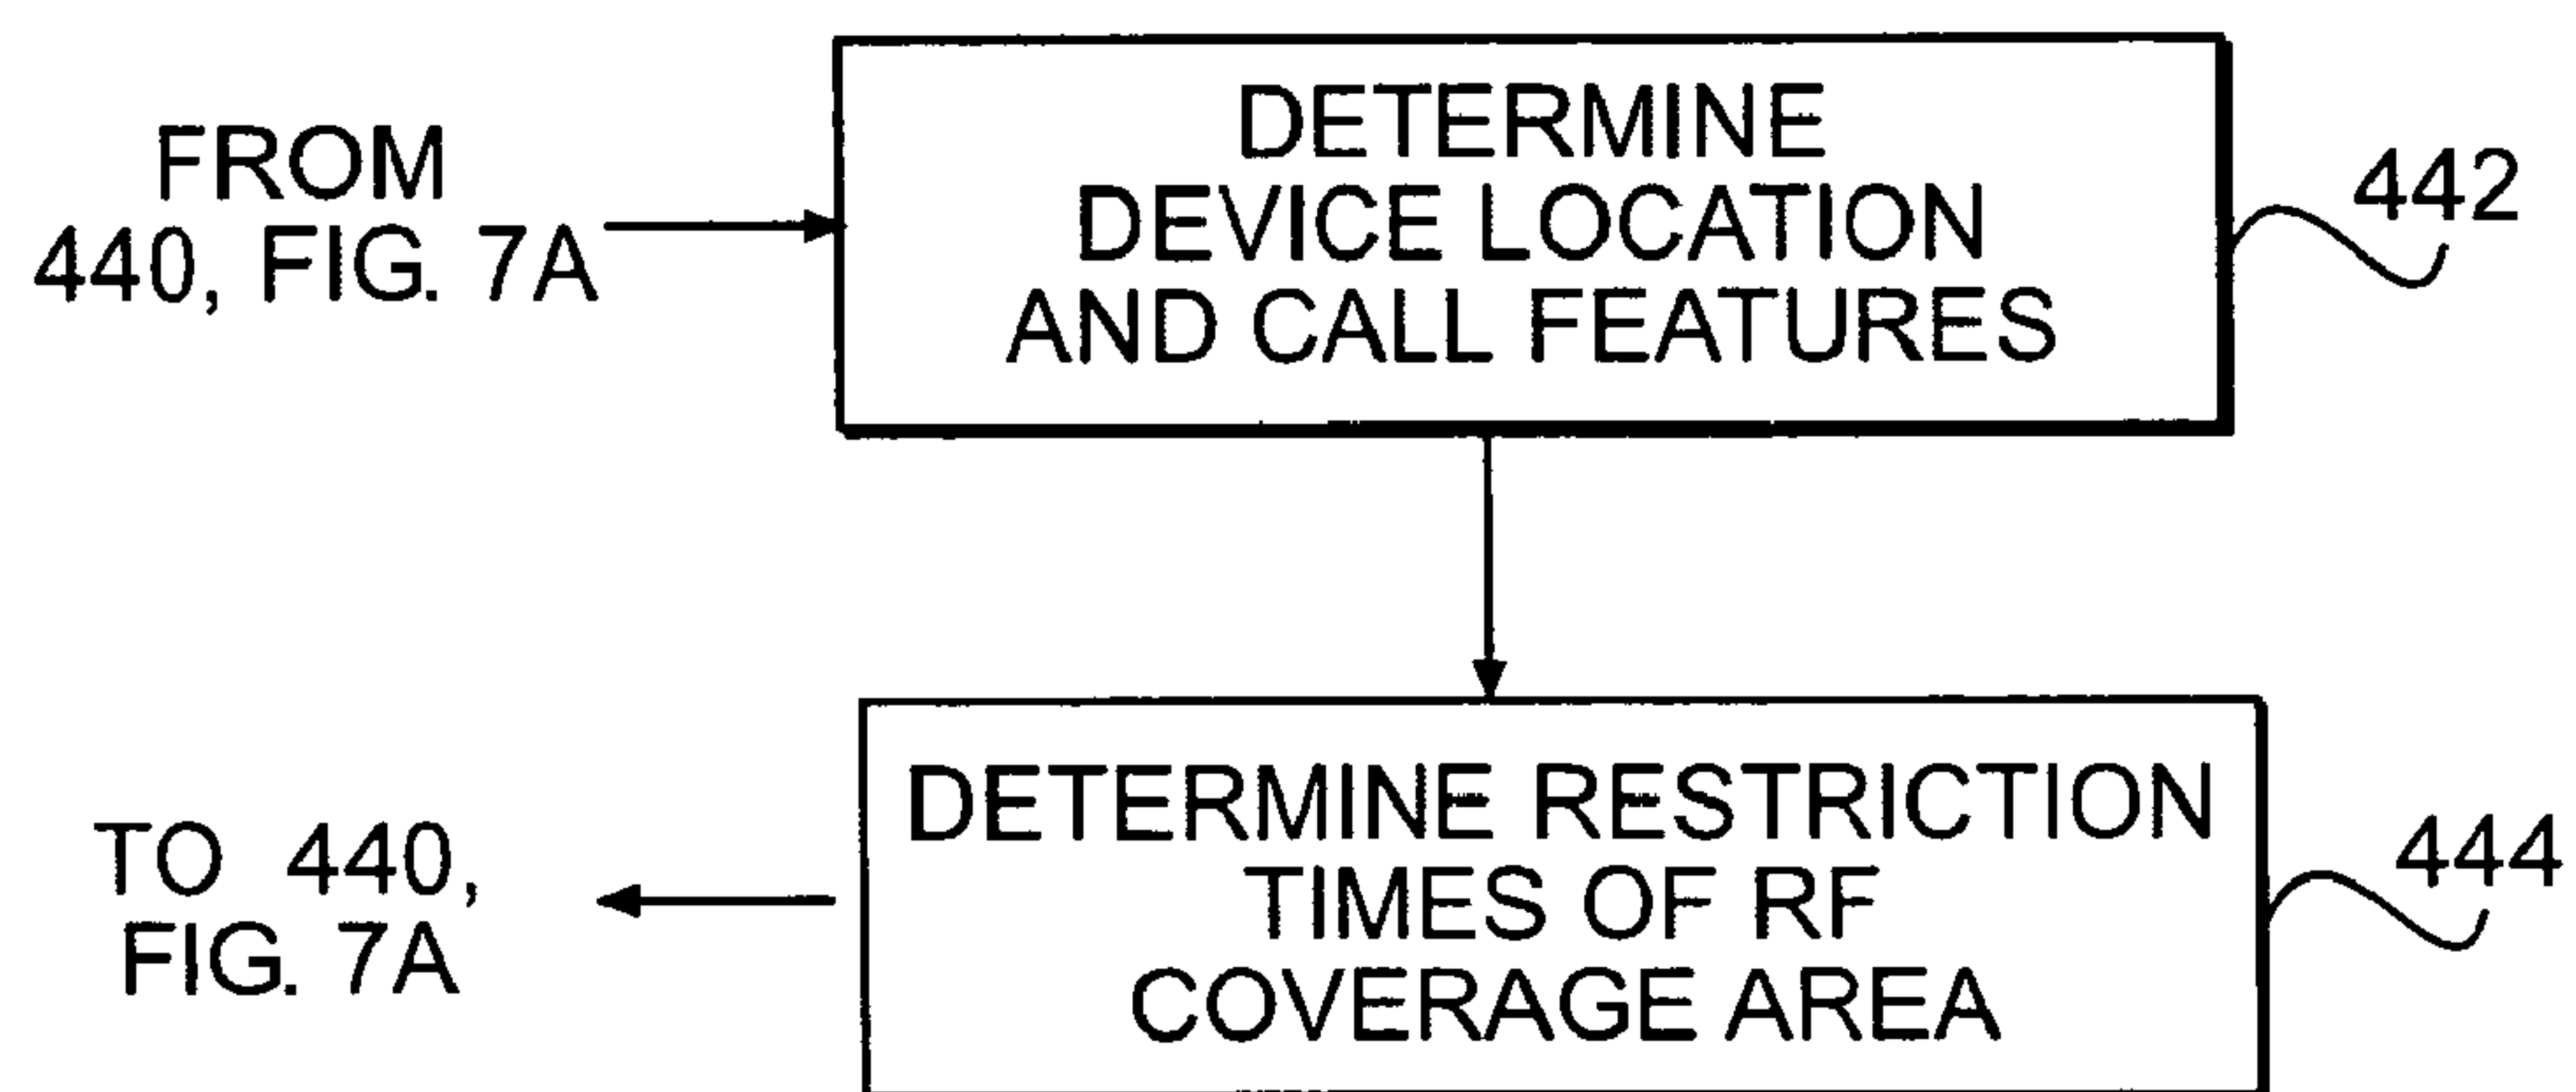 FROM
440, FIG. 7A
DETERMINE
DEVICE LOCATION
AND CALL FEATURES
442
DETERMINE RESTRICTION
TIMES OF RF
COVERAGE AREA
444
TO 440,
FIG. 7A